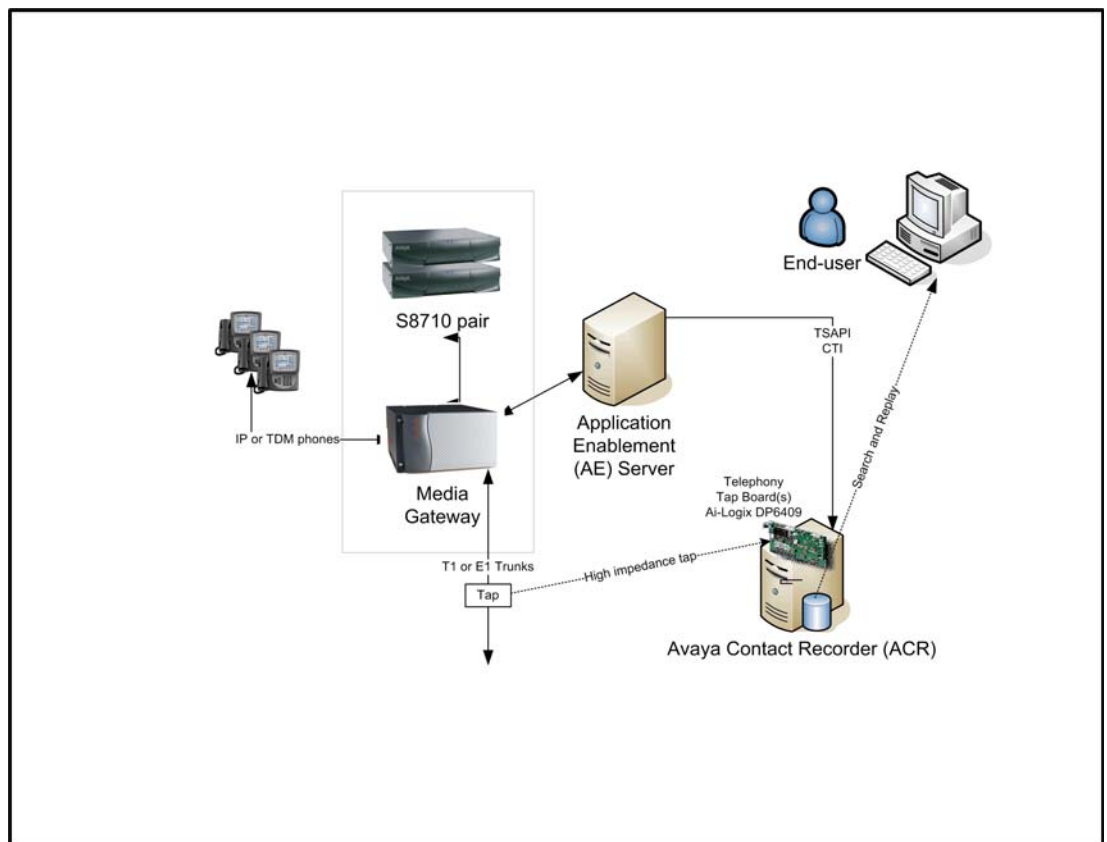 End-user
S8710 pair
TSAPI
CTI
Application
Enablement
(AE) Server
IP or TDM phones
Search and Replay
Media
Gateway
Telephony
Tap Board(s)
Ai-Logix DP6409
T1 or E1 Trunks
High impedance tap
Tap
Avaya Contact Recorder (ACR)